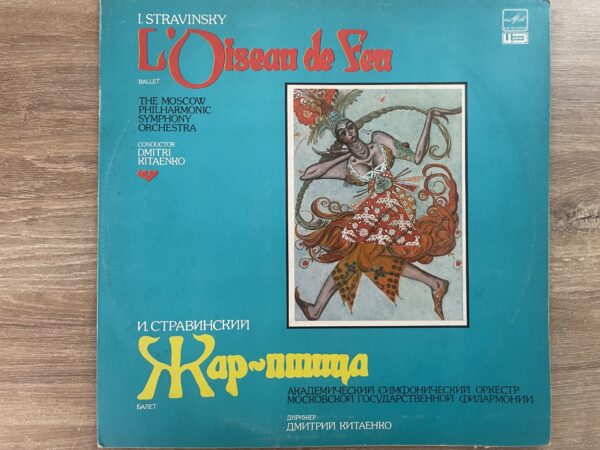 I. STRAVINSKY
L'Oiseau de Feu
BALLET
THE MOSCOW
PHILHARMONIC
SYMPHONY
ORCHESTRA
CONDUCTOR
DMITRI
KITAENKO
И. СТРАВИНСКИЙ
Жар~птица
БАЛЕТ
АКАДЕМИЧЕСКИЙ СИМФОНИЧЕСКИЙ ОРКЕСТР
МОСКОВСКОЙ ГОСУДАРСТВЕННОЙ ФИЛАРМОНИИ
ДИРИЖЕР
ДМИТРИЙ КИТАЕНКО